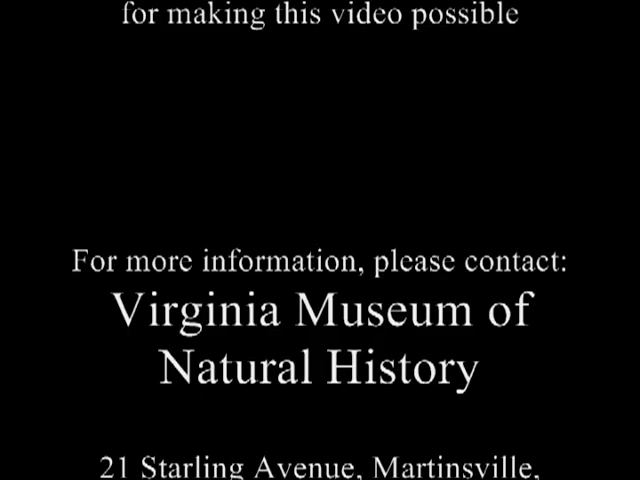 for making this video possible
For more information, please contact:
Virginia Museum of
Natural History
21 Starling Avenue, Martinsville,